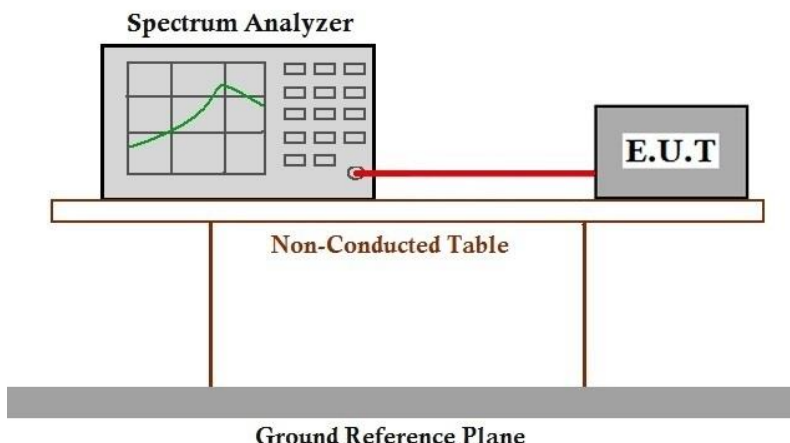 Spectrum Analyzer
E.U.T
Non-Conducted Table
Ground Reference Plane